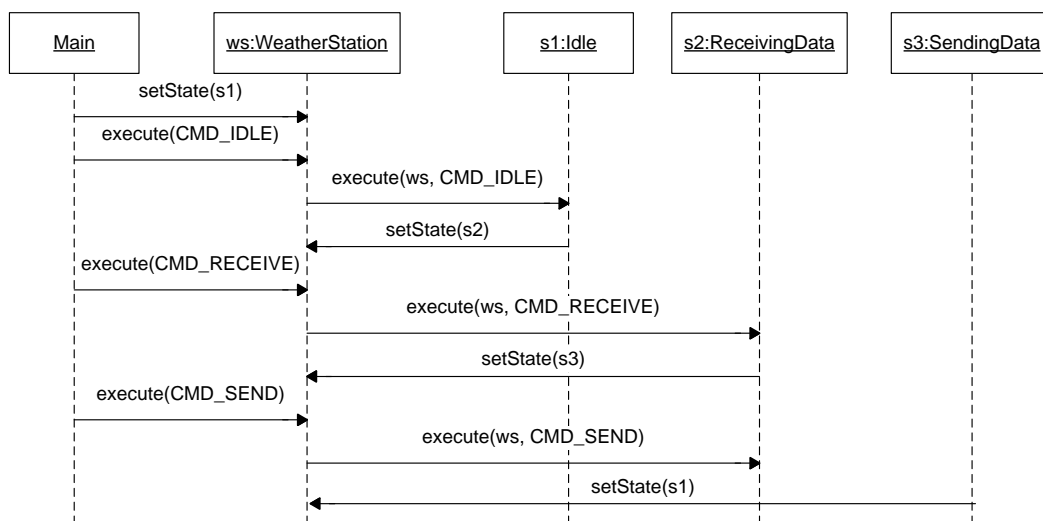 Main
ws:WeatherStation
s1:Idle
s2:ReceivingData
s3:SendingData
setState(s1)
execute(CMD_IDLE)
execute(ws, CMD_IDLE)
setState(s2)
execute(CMD_RECEIVE)
execute(ws, CMD_RECEIVE)
setState(s3)
execute(CMD_SEND)
execute(ws, CMD_SEND)
setState(s1)